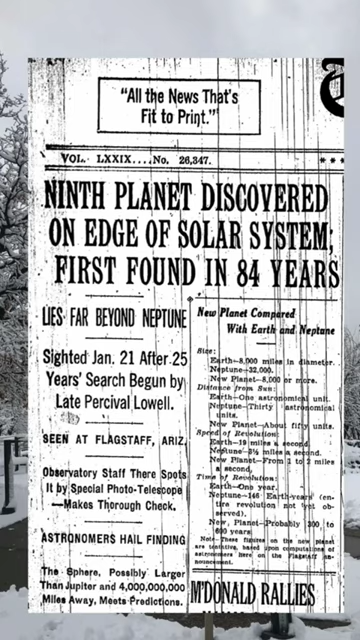 "All the News That's
Fit to Print."
VOL. LXXIX....No. 26,347.
NINTH PLANET DISCOVERED
ON EDGE OF SOLAR SYSTEM;
FIRST FOUND IN 84 YEARS
LIES FAR BEYOND NEPTUNE
Sighted Jan. 21 After 25
Years' Search Begun by
Late Percival Lowell.
SEEN AT FLAGSTAFF, ARIZ.
Observatory Staff There Spots
It by Special Photo-Telescope
—Makes Thorough Check.
ASTRONOMERS HAIL FINDING
The Sphere, Possibly Larger
Than Jupiter and 4,000,000,000
Miles Away, Meets Predictions.
New Planet Compared
With Earth and Neptune
Size:
Earth—8,000 miles in diameter.
Neptune—32,000.
New Planet—8,000 or more.
Distance from Sun:
Earth—One astronomical unit.
Neptune—Thirty astronomical
units.
New Planet—About fifty units.
Speed of Revolution:
Earth—19 miles a second.
Neptune—3½ miles a second.
New Planet—From 1 to 2 miles
a second.
Time of Revolution:
Earth—One year.
Neptune—146 Earth years (en-
tire revolution not yet ob-
served).
New Planet—Probably 300 to
600 years.
Note—These figures on the new planet
are tentative, based upon computations of
astronomers here on the Flagstaff an-
nouncement.
M'DONALD RALLIES